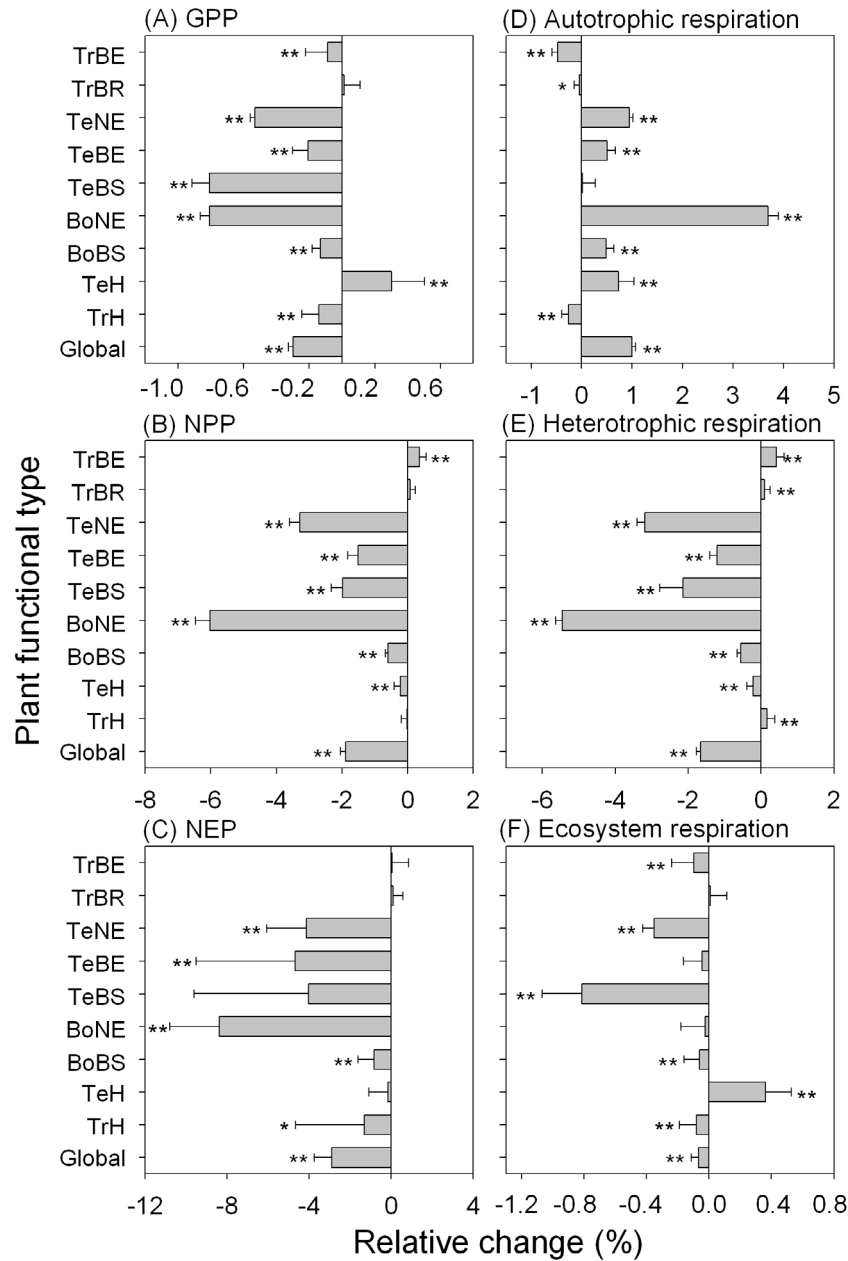 (A) GPP
(D) Autotrophic respiration
TrBE
**
**
TrBR
*
TeNE
**
**
TeBE
**
**
TeBS
**
BoNE
**
**
BoBS
**
**
TeH
**
**
TrH
**
**
Global
**
**
-1.0 -0.6 -0.2 0.2 0.6
-1 0 1 2 3 4 5
(B) NPP
(E) Heterotrophic respiration
TrBE
**
**
TrBR
**
TeNE
**
**
TeBE
**
**
TeBS
**
**
BoNE
**
**
BoBS
**
**
TeH
**
**
TrH
**
Global
**
**
-8 -6 -4 -2 0 2
-6 -4 -2 0 2
Plant functional type
(C) NEP
(F) Ecosystem respiration
TrBE
**
TrBR
TeNE
**
**
TeBE
**
TeBS
**
BoNE
**
BoBS
**
**
TeH
**
TrH
*
**
Global
**
**
-12 -8 -4 0 4
-1.2 -0.8 -0.4 0.0 0.4 0.8
Relative change (%)